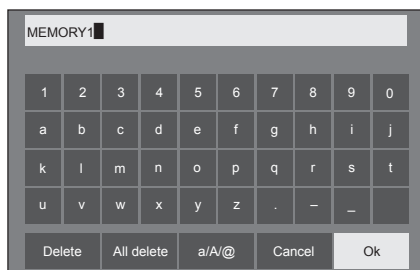 MEMORY1
1 2 3 4 5 6 7 8 9 0
a b c d e f g h i j
k l m n o p q r s t
u v w x y z . – _
Delete All delete a/A/@ Cancel Ok